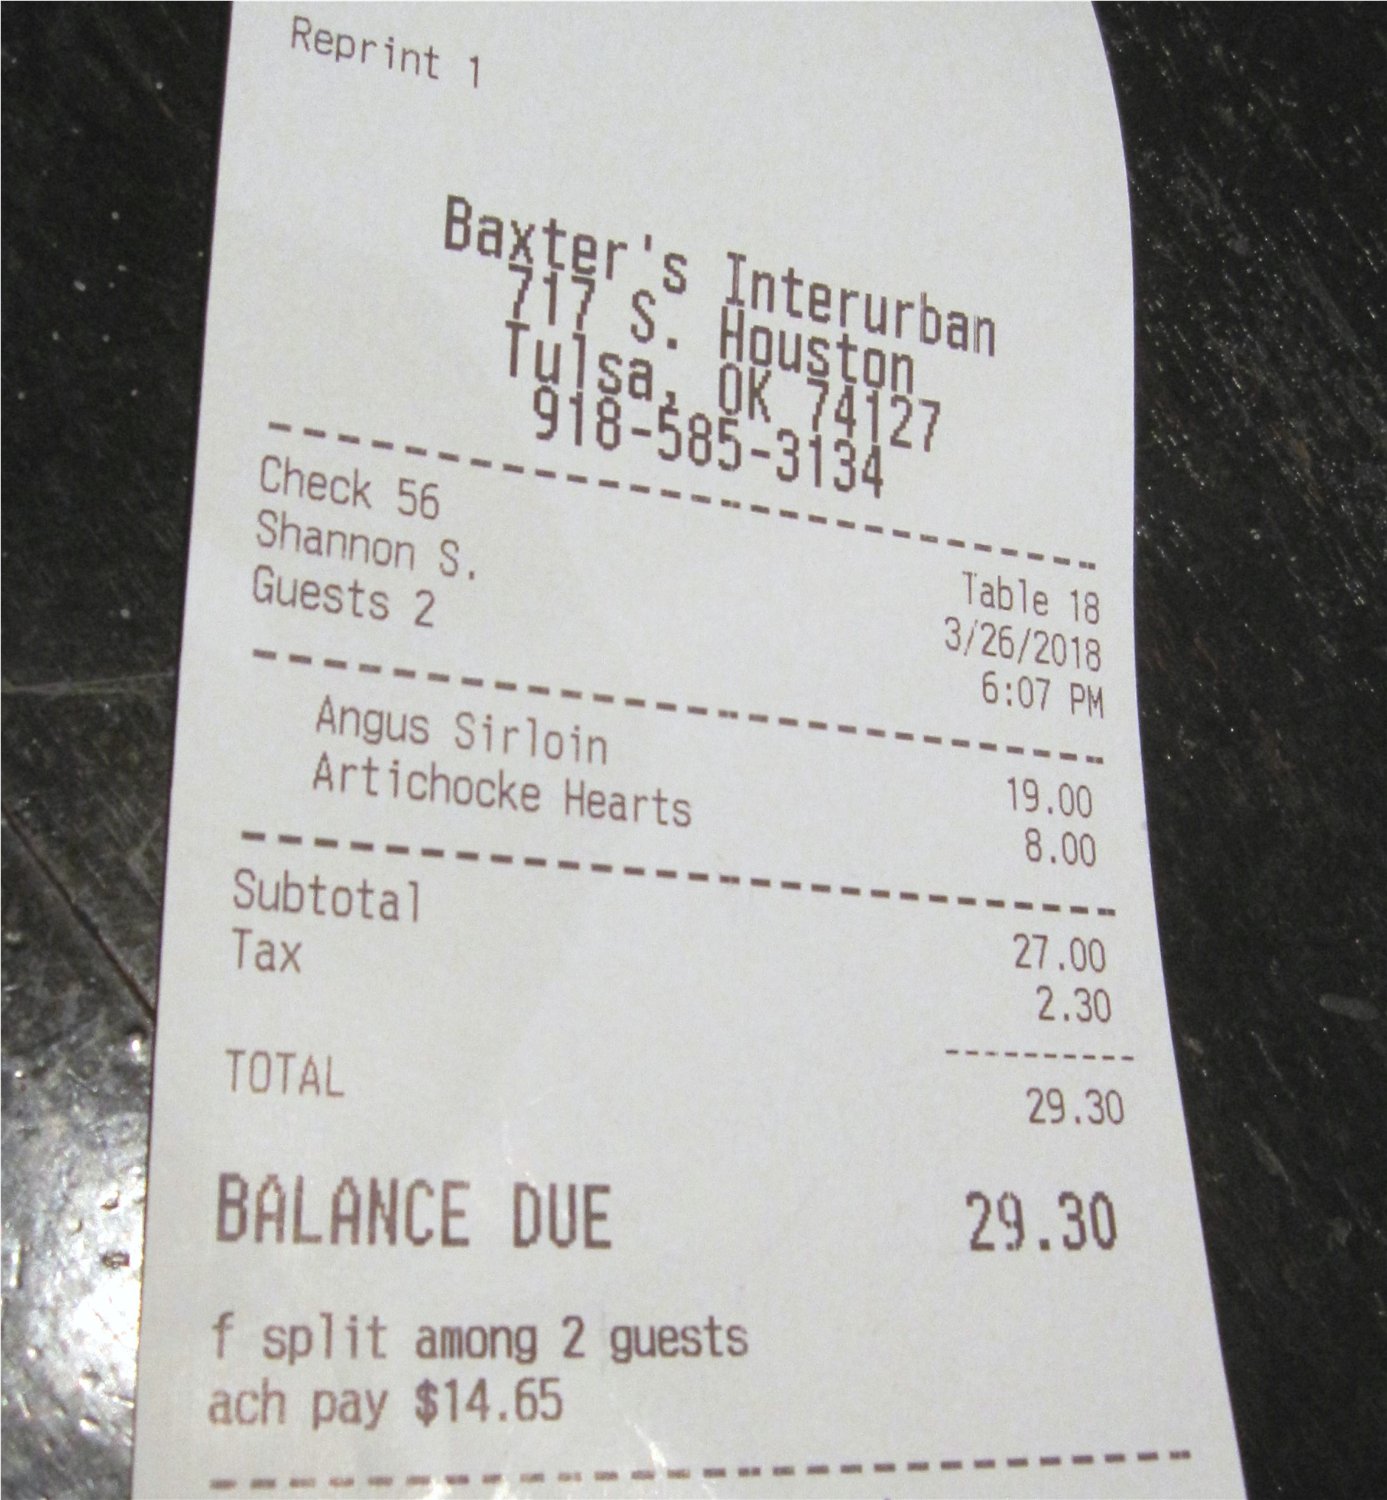 Reprint 1
Baxter's Interurban
717 S. Houston
Tulsa, OK 74127
918-585-3134
Check 56 Table 18
Shannon S. 3/26/2018
Guests 2 6:07 PM
Angus Sirloin 19.00
Artichocke Hearts 8.00
Subtotal 27.00
Tax 2.30
TOTAL 29.30
BALANCE DUE 29.30
f split among 2 guests
ach pay $14.65